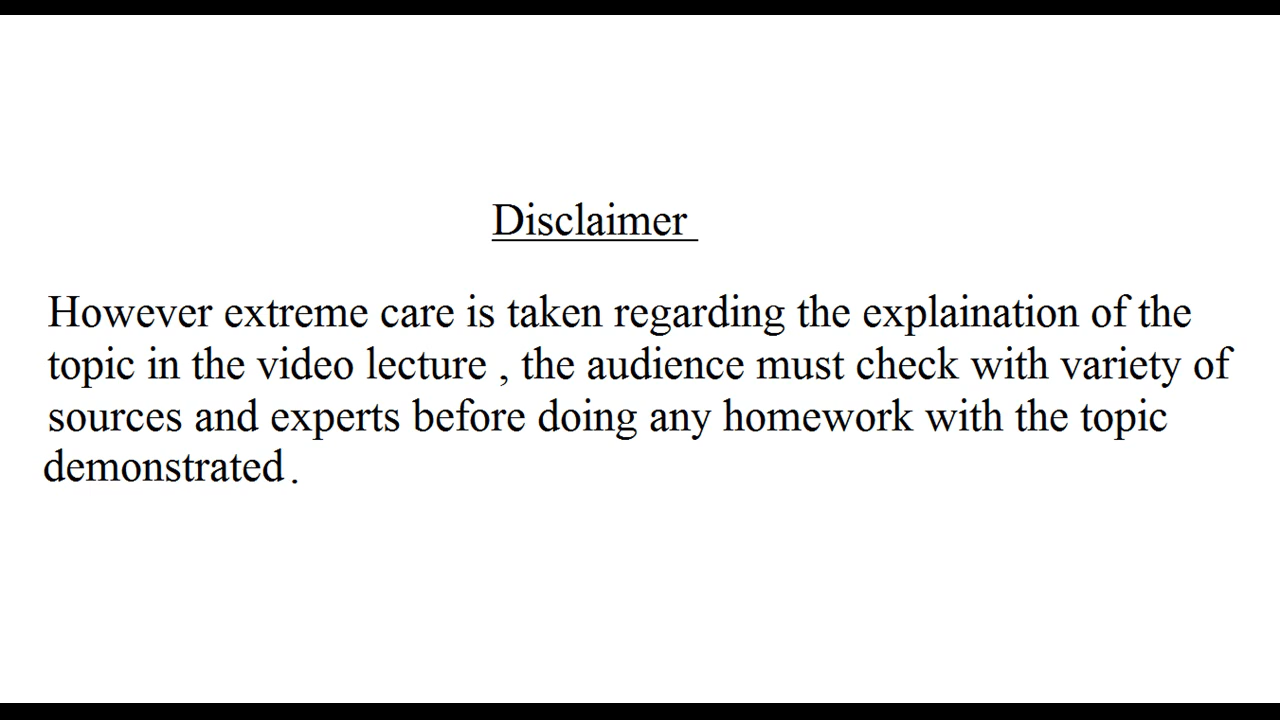 Disclaimer
However extreme care is taken regarding the explaination of the
topic in the video lecture , the audience must check with variety of
sources and experts before doing any homework with the topic
demonstrated .